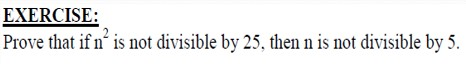 EXERCISE:
Prove that if n² is not divisible by 25, then n is not divisible by 5.